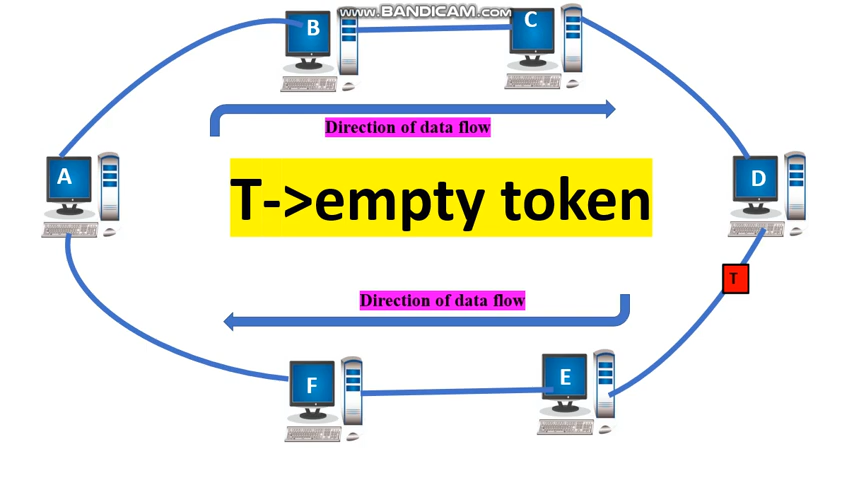 www.BANDICAM.com
B
C
Direction of data flow
A
T->empty token
D
T
Direction of data flow
F
E